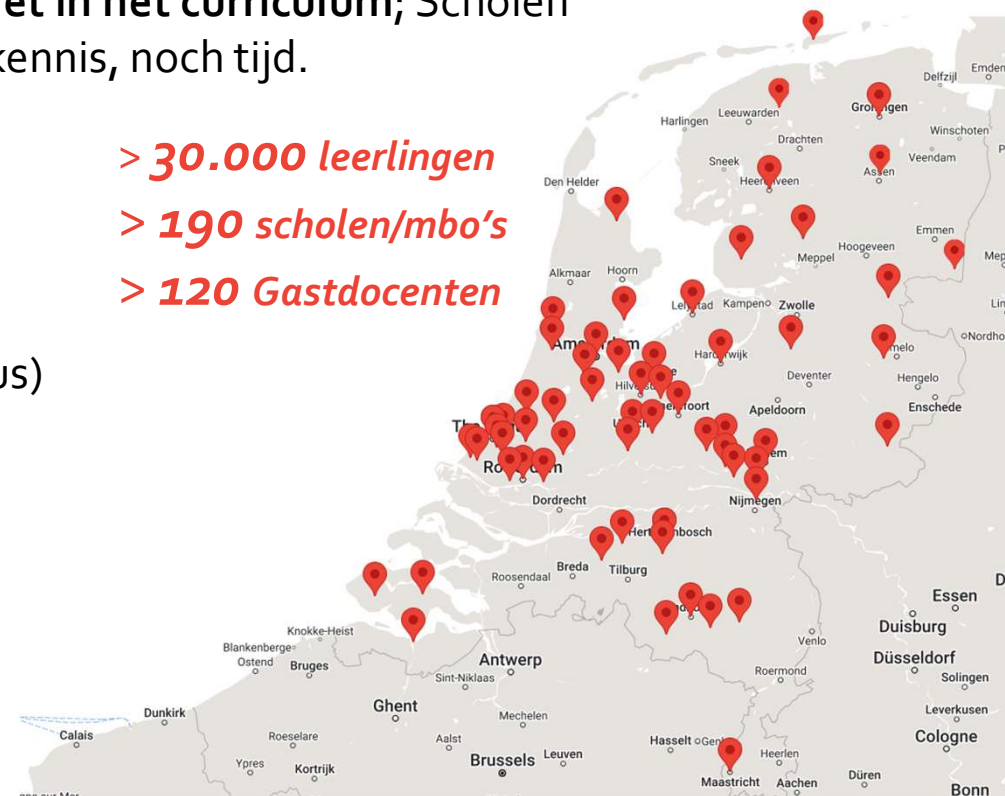 et in het curriculum; Scholen
kennis, noch tijd.
> 30.000 leerlingen
> 190 scholen/mbo's
> 120 Gastdocenten
us)
Emden
Delfzijl
Leeuwarden
Harlingen
Winschoten
Drachten
Veendam
Sneek
Assen
Den Helder
Emmen
Hoogeveen
Meppel
Alkmaar
Hoorn
Kampen
Zwolle
Deventer
Hengelo
Apeldoorn
Enschede
Dordrecht
Nijmegen
Breda
Tilburg
Roosendaal
Essen
Duisburg
Knokke-Heist
Venlo
Blankenberge
Ostend
Bruges
Antwerp
Düsseldorf
Sint-Niklaas
Roermond
Solingen
Ghent
Leverkusen
Dunkirk
Mechelen
Calais
Roeselare
Aalst
Hasselt
Cologne
Leuven
Heerlen
Ypres
Kortrijk
Brussels
Düren
Maastricht
Aachen
Bonn